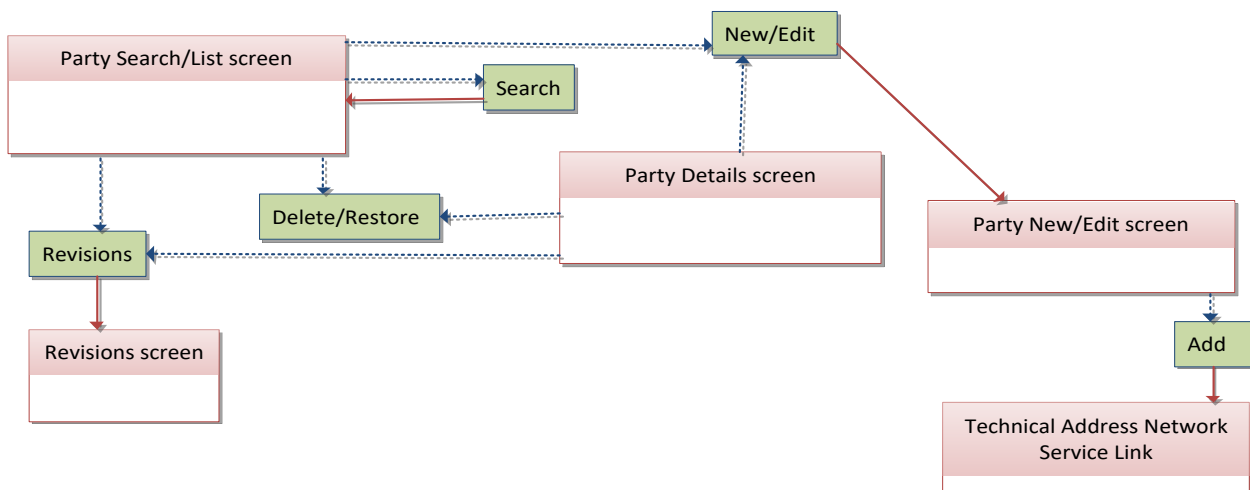 New/Edit
Party Search/List screen
Search
Party Details screen
Delete/Restore
Party New/Edit screen
Revisions
Add
Revisions screen
Technical Address Network
Service Link